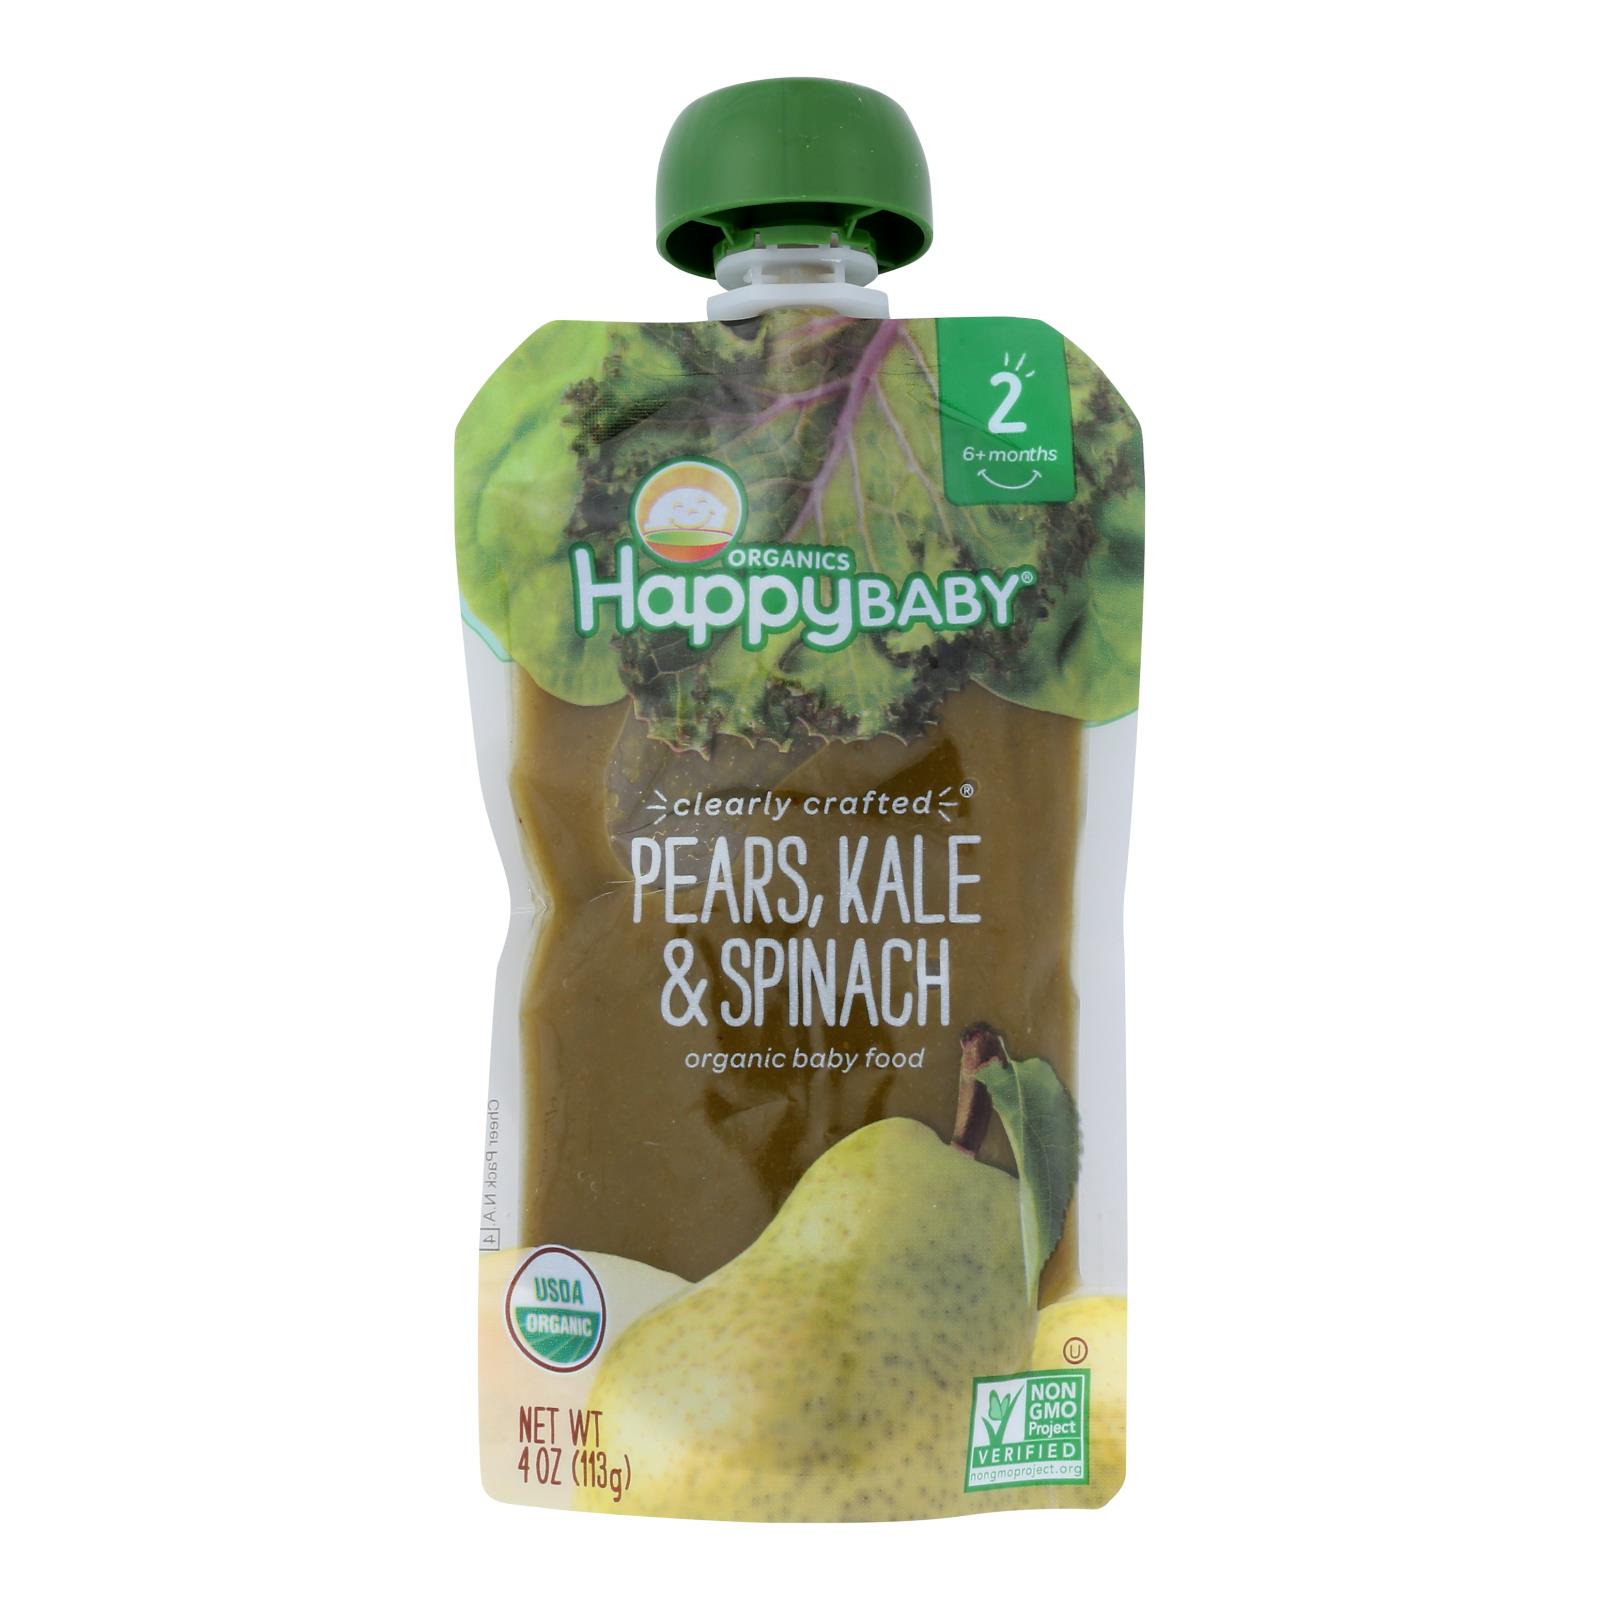 2
6+ months
ORGANICS
HappyBABY®
clearly crafted®
PEARS, KALE
& SPINACH
organic baby food
Cheer Pack N.A. 4
USDA
ORGANIC
NET WT
4 OZ (113g)
U
NON
GMO
Project
VERIFIED
nongmoproject.org